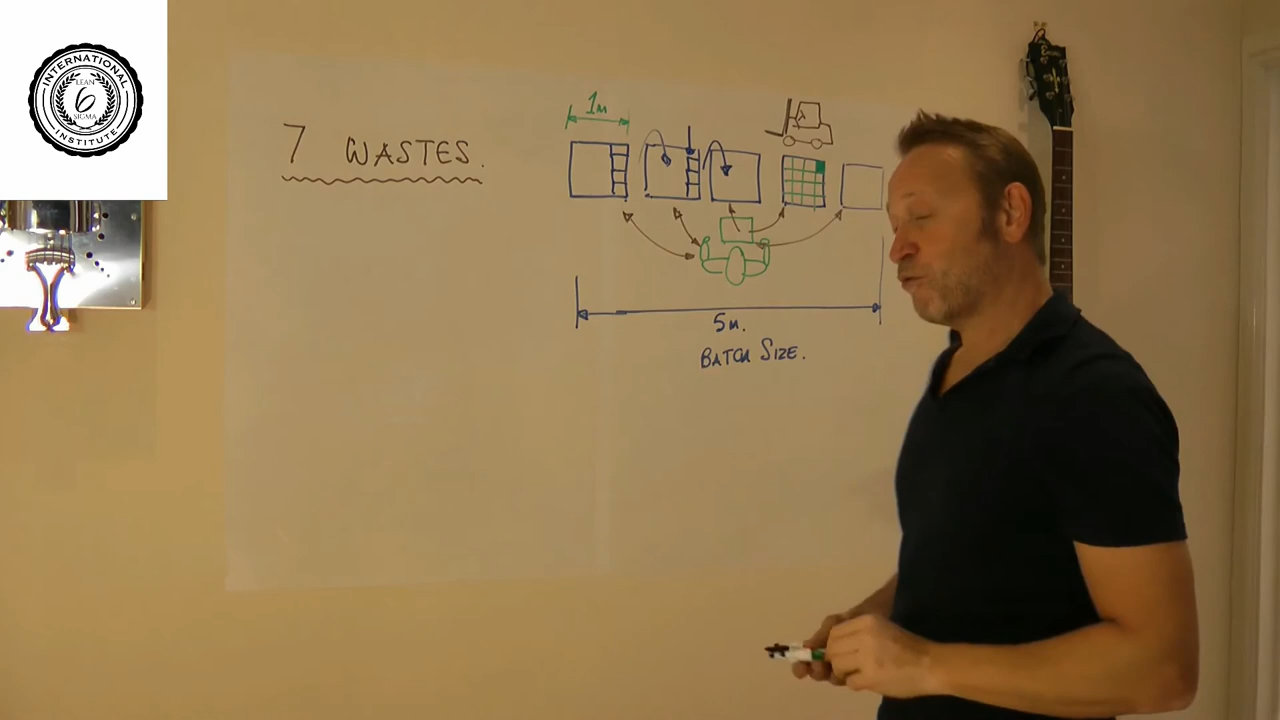 INTERNATIONAL
LEAN
6
SIGMA
INSTITUTE
7 WASTES.
1M
5M.
BATCH SIZE.